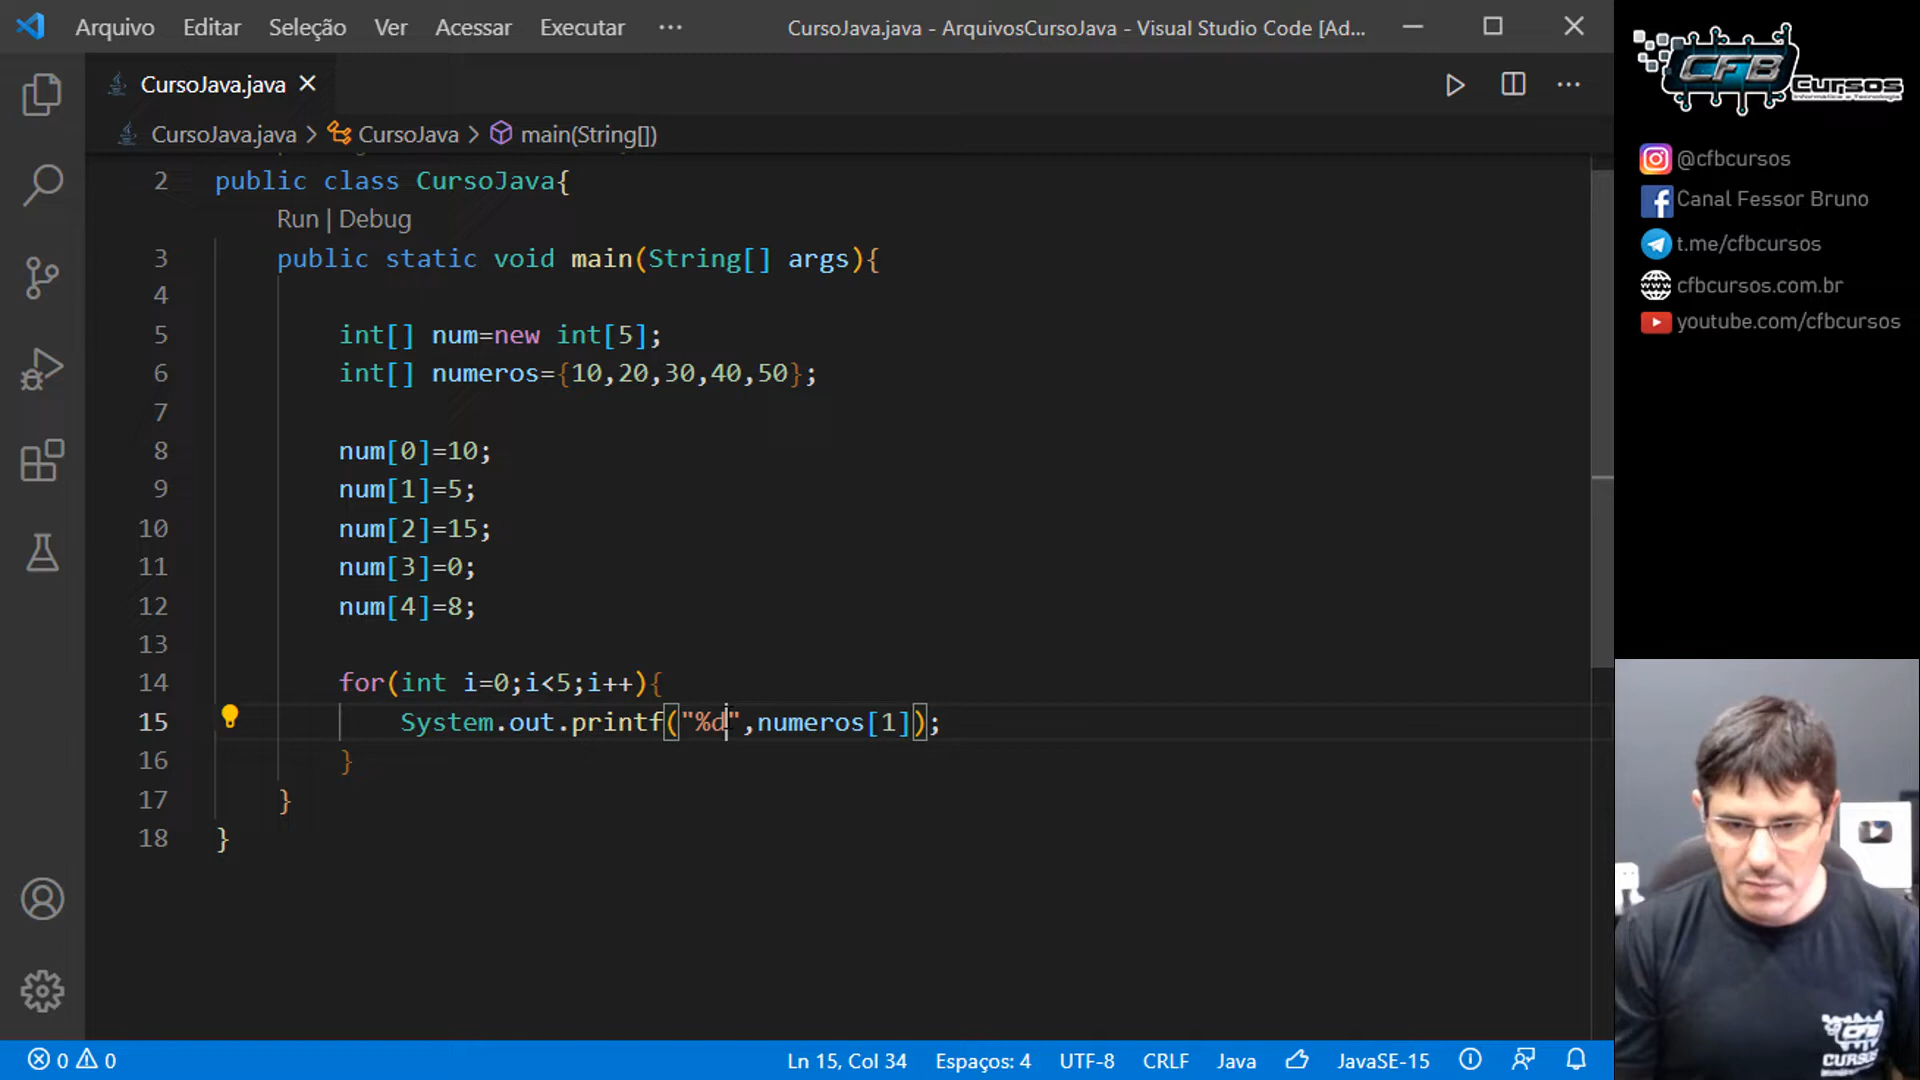 Arquivo Editar Seleção Ver Acessar Executar ··· CursoJava.java - ArquivosCursoJava - Visual Studio Code [Ad...
CursoJava.java
CursoJava.java > CursoJava > main(String[])
2 public class CursoJava{
Run | Debug
3 public static void main(String[] args){
4
5 int[] num=new int[5];
6 int[] numeros={10,20,30,40,50};
7
8 num[0]=10;
9 num[1]=5;
10 num[2]=15;
11 num[3]=0;
12 num[4]=8;
13
14 for(int i=0;i<5;i++){
15 System.out.printf("%d",numeros[1]);
16 }
17 }
18 }
0 0 Ln 15, Col 34 Espaços: 4 UTF-8 CRLF Java JavaSE-15
CFB Cursos
@cfbcursos
Canal Fessor Bruno
t.me/cfbcursos
cfbcursos.com.br
youtube.com/cfbcursos
CFB
CURSOS